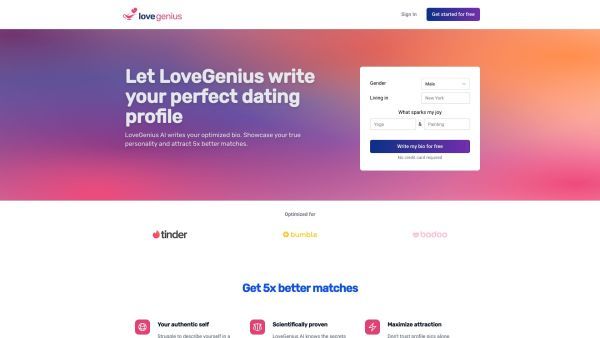 lovegenius
Sign In
Get started for free
Let LoveGenius write
your perfect dating
profile
LoveGenius AI writes your optimized bio. Showcase your true
personality and attract 5x better matches.
Gender
Male
Living in
New York
What sparks my joy
Yoga
&
Painting
Write my bio for free
No credit card required
Optimized for
tinder
bumble
badoo
Get 5x better matches
Your authentic self
Struggle to describe yourself in a
Scientifically proven
LoveGenius AI knows the secrets
Maximize attraction
Don't trust profile guys alone